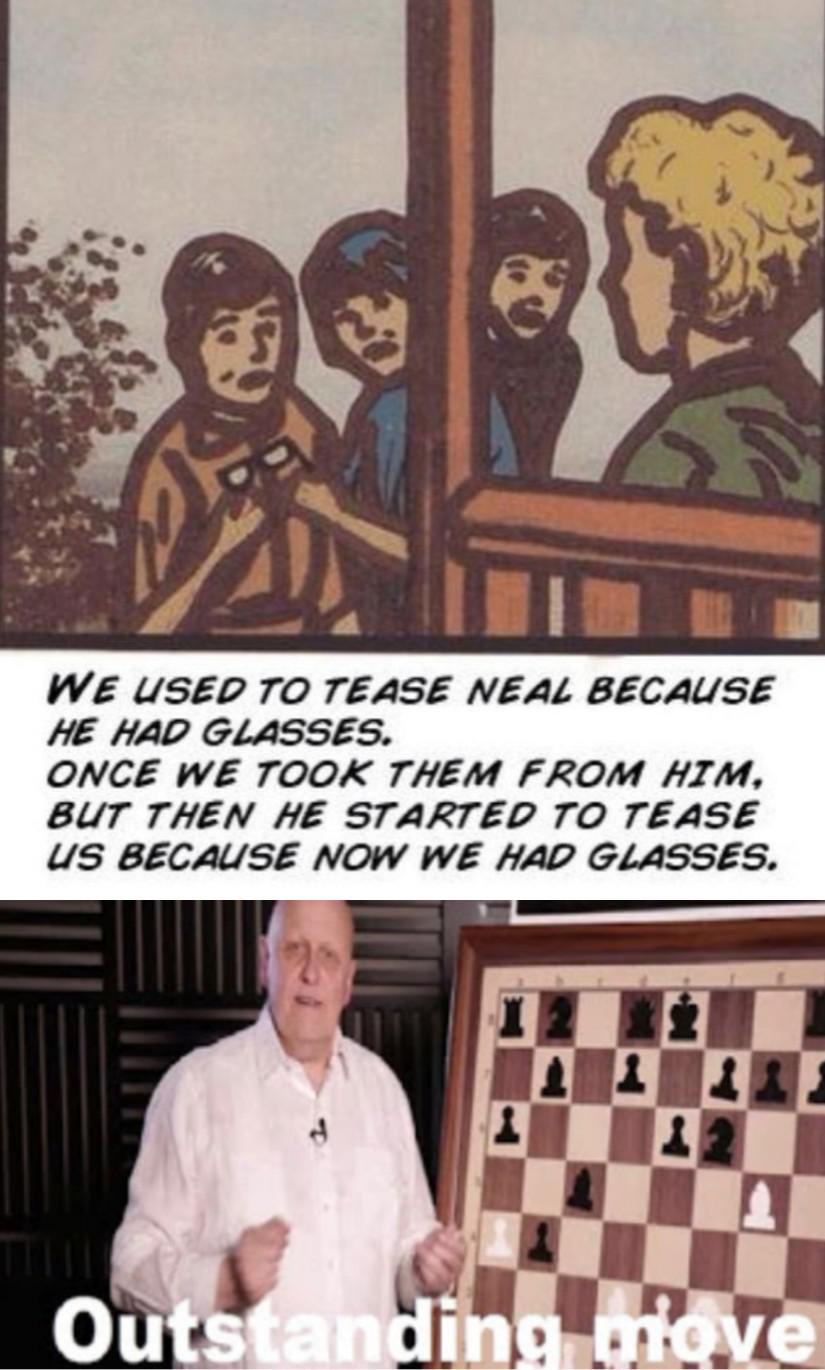 WE USED TO TEASE NEAL BECAUSE
HE HAD GLASSES.
ONCE WE TOOK THEM FROM HIM,
BUT THEN HE STARTED TO TEASE
US BECAUSE NOW WE HAD GLASSES.
Outstanding move